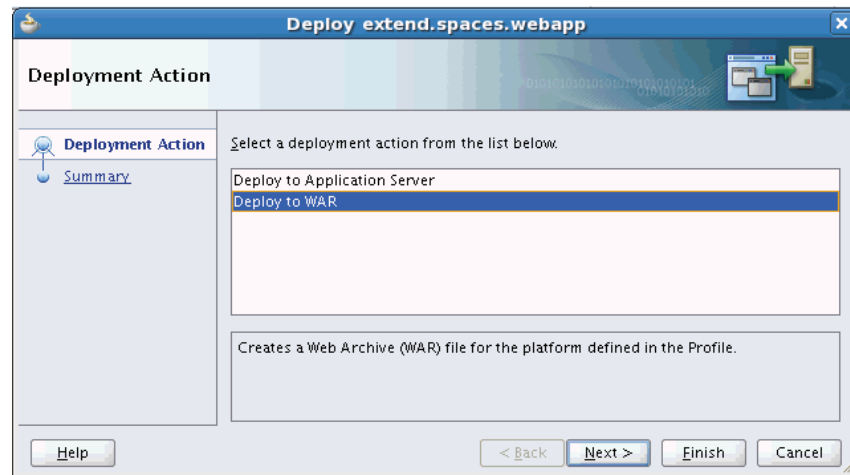 Deploy extend.spaces.webapp
Deployment Action
Deployment Action
Summary
Select a deployment action from the list below.
Deploy to Application Server
Deploy to WAR
Creates a Web Archive (WAR) file for the platform defined in the Profile.
Help
< Back
Next >
Finish
Cancel